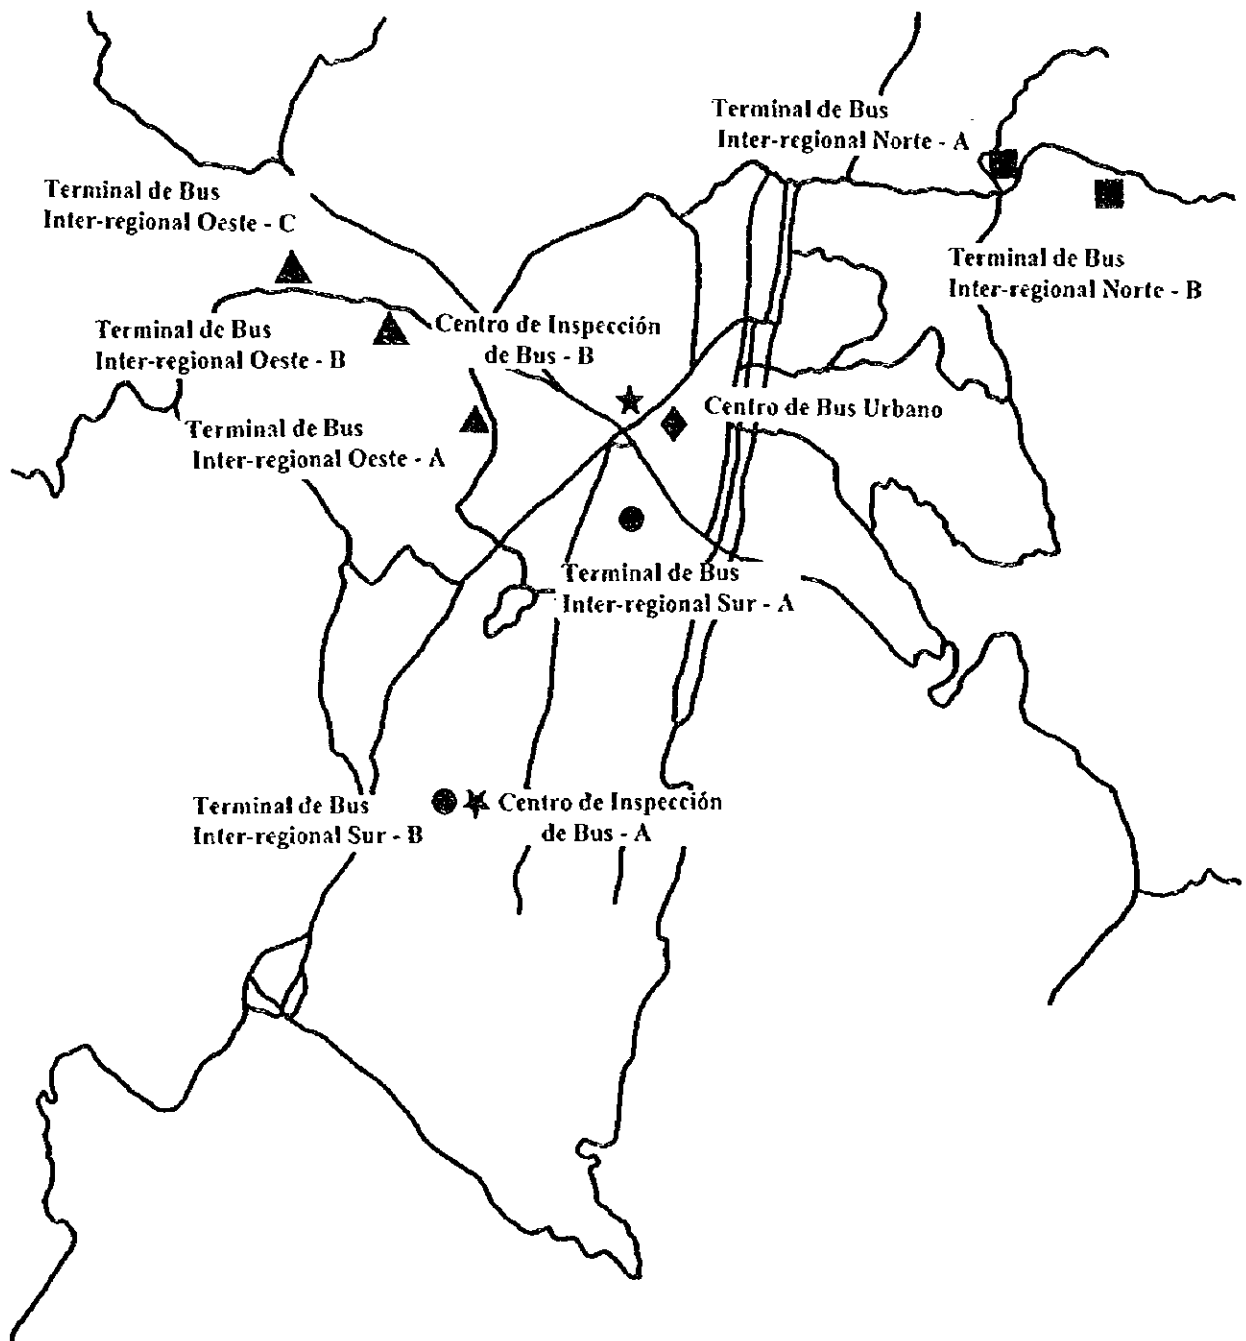 Terminal de Bus
Inter-regional Norte - A
Terminal de Bus
Inter-regional Oeste - C
Terminal de Bus
Inter-regional Norte - B
Terminal de Bus
Inter-regional Oeste - B
Centro de Inspección
de Bus - B
Centro de Bus Urbano
Terminal de Bus
Inter-regional Oeste - A
Terminal de Bus
Inter-regional Sur - A
Terminal de Bus
Inter-regional Sur - B
Centro de Inspección
de Bus - A